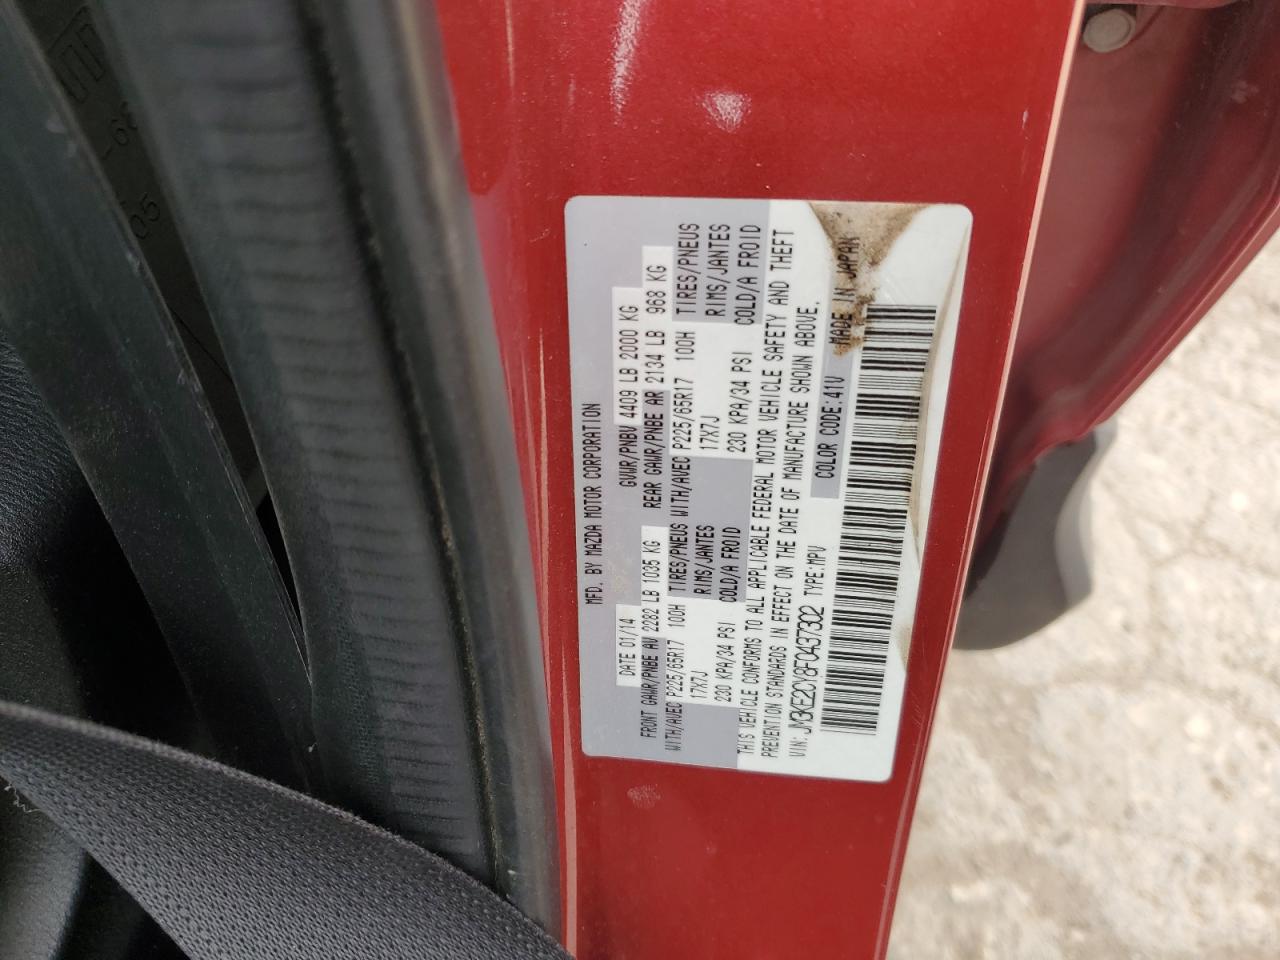 MFD. BY MAZDA MOTOR CORPORATION
DATE 01/14 GVWR/PNBV 4409 LB 2000 KG
FRONT GAWR/PNBE AV 2282 LB 1035 KG REAR GAWR/PNBE AR 2134 LB 968 KG
WITH/AVEC P225/65R17 100H TIRES/PNEUS WITH/AVEC P225/65R17 100H TIRES/PNEUS
17X7J RIMS/JANTES 17X7J RIMS/JANTES
230 KPA/34 PSI COLD/A FROID 230 KPA/34 PSI COLD/A FROID
THIS VEHICLE CONFORMS TO ALL APPLICABLE FEDERAL MOTOR VEHICLE SAFETY AND THEFT
PREVENTION STANDARDS IN EFFECT ON THE DATE OF MANUFACTURE SHOWN ABOVE.
VIN: JM3KE2CY8F0437302 TYPE:MPV COLOR CODE:41V MADE IN JAPAN